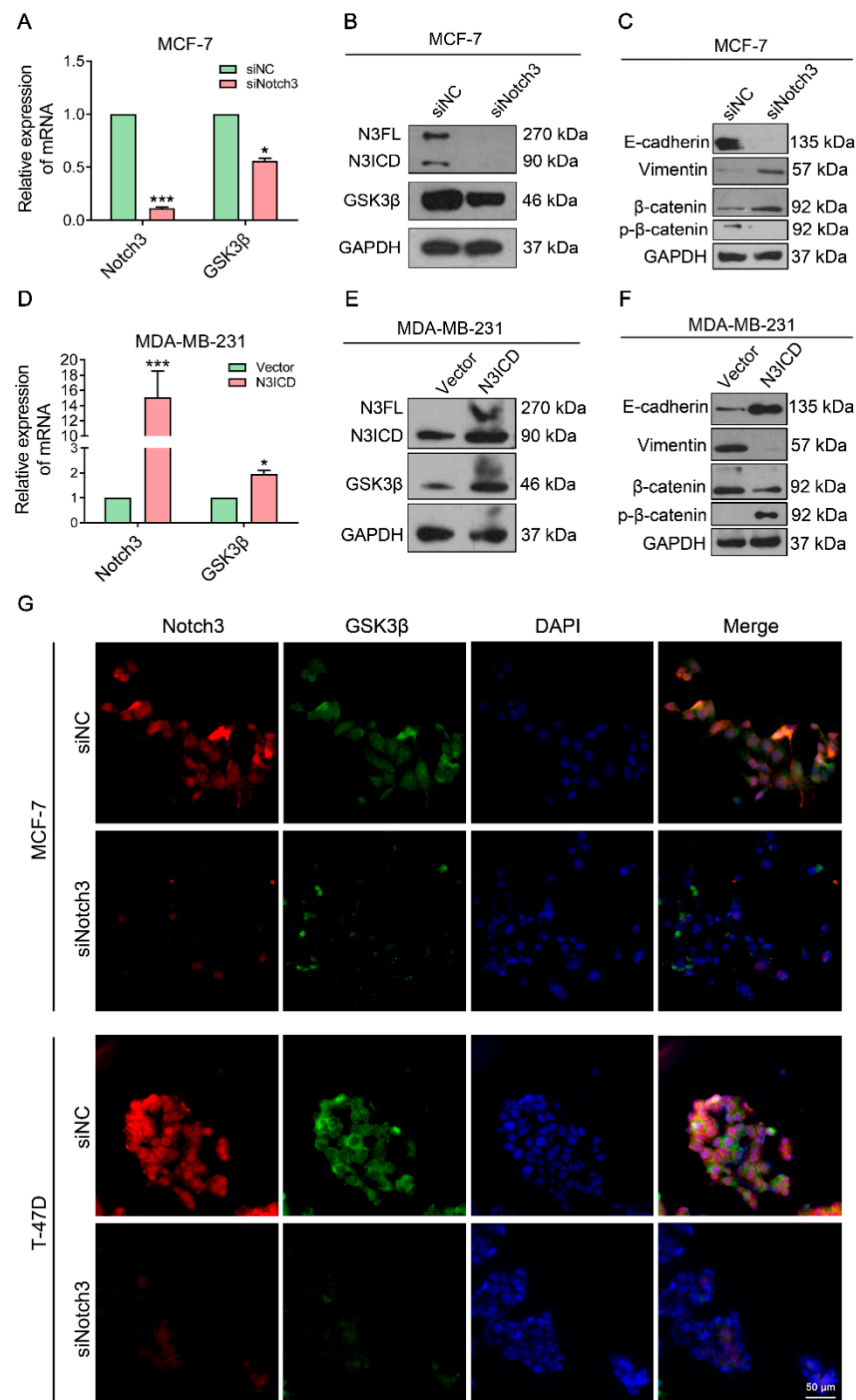 A
MCF-7
siNC
siNotch3
Relative expression
of mRNA
1.5
1.0
0.5
0.0
***
*
Notch3
GSK3β
B
MCF-7
siNC
siNotch3
N3FL 270 kDa
N3ICD 90 kDa
GSK3β 46 kDa
GAPDH 37 kDa
C
MCF-7
siNC
siNotch3
E-cadherin 135 kDa
Vimentin 57 kDa
β-catenin 92 kDa
p-β-catenin 92 kDa
GAPDH 37 kDa
D
MDA-MB-231
Vector
N3ICD
Relative expression
of mRNA
20
18
16
14
12
10
4
2
1
0
***
*
Notch3
GSK3β
E
MDA-MB-231
Vector
N3ICD
N3FL 270 kDa
N3ICD 90 kDa
GSK3β 46 kDa
GAPDH 37 kDa
F
MDA-MB-231
Vector
N3ICD
E-cadherin 135 kDa
Vimentin 57 kDa
β-catenin 92 kDa
p-β-catenin 92 kDa
GAPDH 37 kDa
G
Notch3 GSK3β DAPI Merge
MCF-7
siNC
siNotch3
T-47D
siNC
siNotch3
50 μm